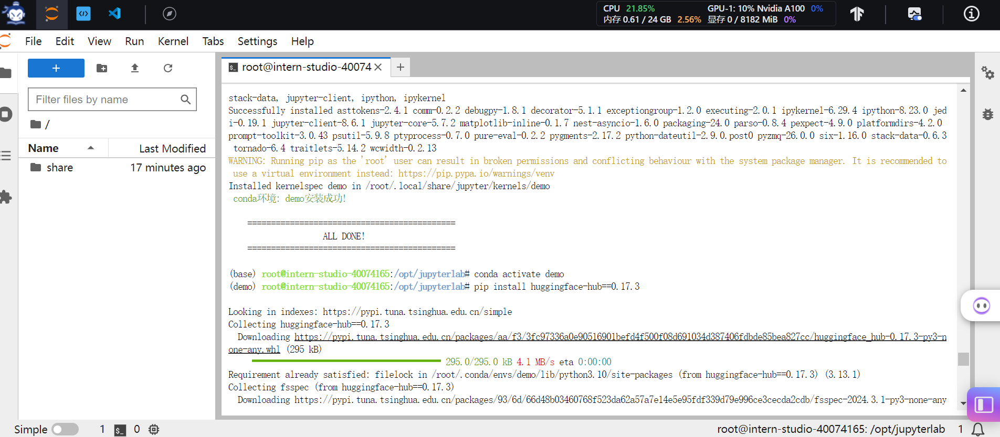 CPU 21.85% GPU-1: 10% Nvidia A100 0%
内存 0.61 / 24 GB 2.56% 显存 0 / 8182 MiB 0%
File Edit View Run Kernel Tabs Settings Help
root@intern-studio-40074
Filter files by name
/
Name Last Modified
share 17 minutes ago
stack-data, jupyter-client, ipython, ipykernel
Successfully installed asttokens-2.4.1 comm-0.2.2 debugpy-1.8.1 decorator-5.1.1 exceptiongroup-1.2.0 executing-2.0.1 ipykernel-6.29.4 ipython-8.23.0 jed
i-0.19.1 jupyter-client-8.6.1 jupyter-core-5.7.2 matplotlib-inline-0.1.7 nest-asyncio-1.6.0 packaging-24.0 parso-0.8.4 pexpect-4.9.0 platformdirs-4.2.0
prompt-toolkit-3.0.43 psutil-5.9.8 ptyprocess-0.7.0 pure-eval-0.2.2 pygments-2.17.2 python-dateutil-2.9.0.post0 pyzmq-26.0.0 six-1.16.0 stack-data-0.6.3
tornado-6.4 traitlets-5.14.2 wcwidth-0.2.13
WARNING: Running pip as the 'root' user can result in broken permissions and conflicting behaviour with the system package manager. It is recommended to
use a virtual environment instead: https://pip.pypa.io/warnings/venv
Installed kernelspec demo in /root/.local/share/jupyter/kernels/demo
conda环境: demo安装成功!
============================================
ALL DONE!
============================================
(base) root@intern-studio-40074165:/opt/jupyterlab# conda activate demo
(demo) root@intern-studio-40074165:/opt/jupyterlab# pip install huggingface-hub==0.17.3
Looking in indexes: https://pypi.tuna.tsinghua.edu.cn/simple
Collecting huggingface-hub==0.17.3
Downloading https://pypi.tuna.tsinghua.edu.cn/packages/aa/f3/3fc97336a0e90516901befd4f500f08d691034d387406fdbde85bea827cc/huggingface_hub-0.17.3-py3-n
one-any.whl (295 kB)
295.0/295.0 kB 4.1 MB/s eta 0:00:00
Requirement already satisfied: filelock in /root/.conda/envs/demo/lib/python3.10/site-packages (from huggingface-hub==0.17.3) (3.13.1)
Collecting fsspec (from huggingface-hub==0.17.3)
Downloading https://pypi.tuna.tsinghua.edu.cn/packages/93/6d/66d48b03460768f523da62a57a7e14e5e95fdf339d79e996ce3cecda2cdb/fsspec-2024.3.1-py3-none-any
Simple 1 $_ 0 root@intern-studio-40074165: /opt/jupyterlab 1